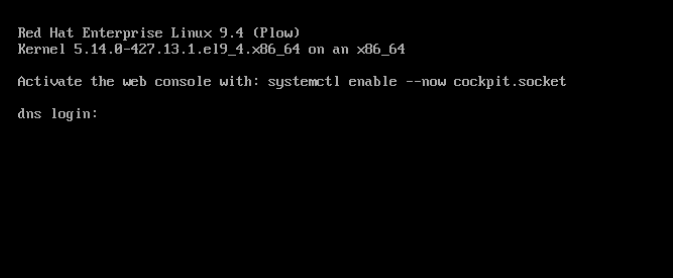 Red Hat Enterprise Linux 9.4 (Plow)
Kernel 5.14.0-427.13.1.el9_4.x86_64 on an x86_64
Activate the web console with: systemctl enable --now cockpit.socket
dns login: